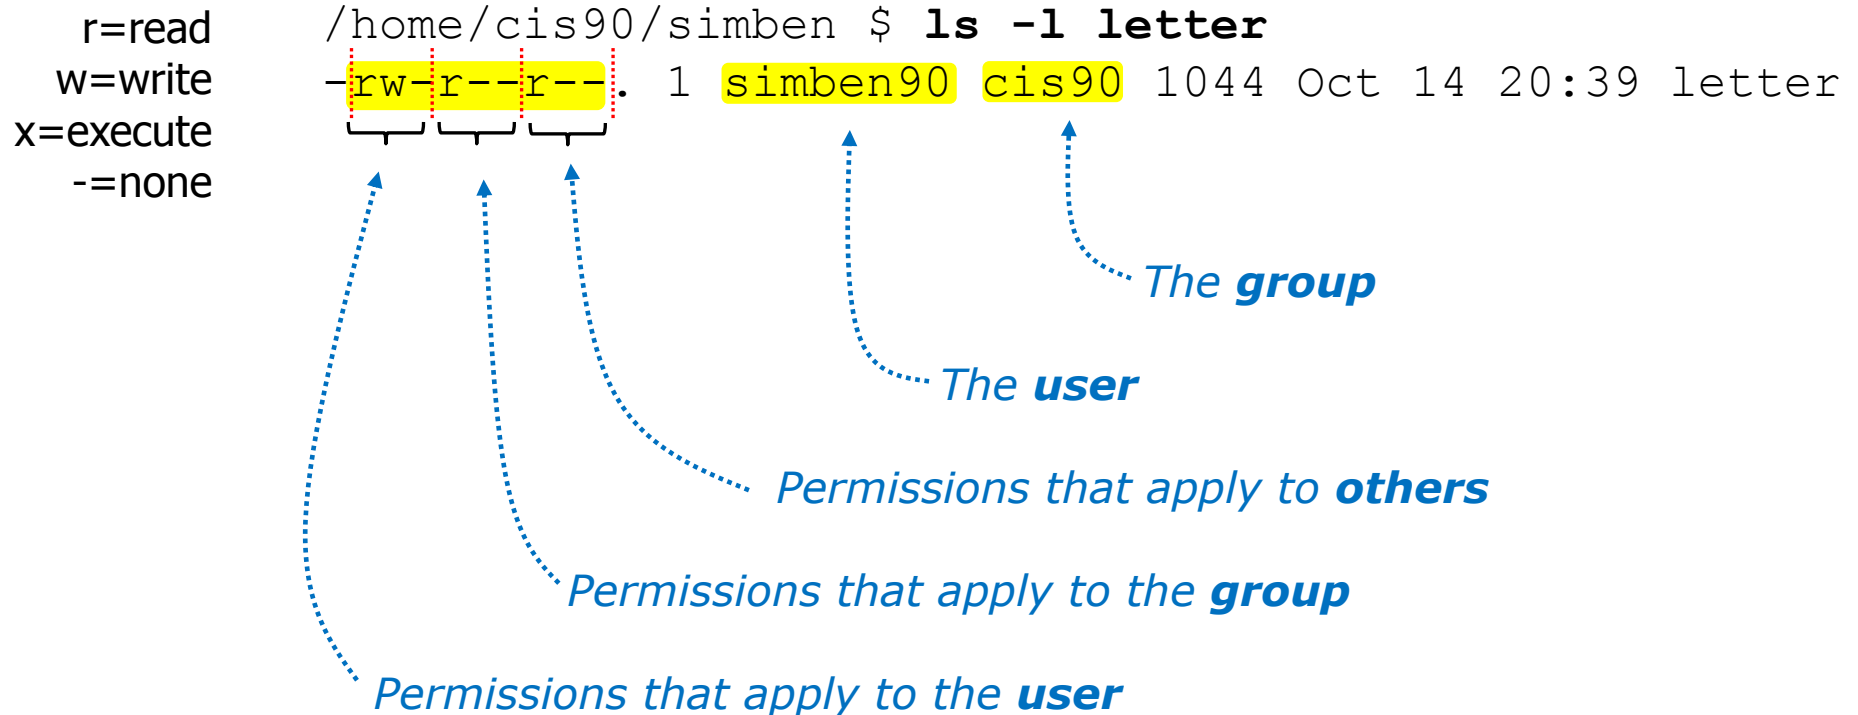 r=read
w=write
x=execute
-=none
/home/cis90/simben $ ls -l letter
-rw-r--r--. 1 simben90 cis90 1044 Oct 14 20:39 letter
The group
The user
Permissions that apply to others
Permissions that apply to the group
Permissions that apply to the user